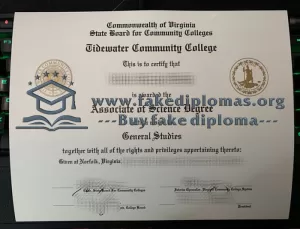 Commonwealth of Virginia
State Board for Community Colleges
Tidewater Community College
This is to certify that
is awarded the
www.fakediplomas.org
Associate of Science Degree
---Buy fake diploma---
General Studies
together with all of the rights and privileges appertaining thereto:
Given at Norfolk, Virginia